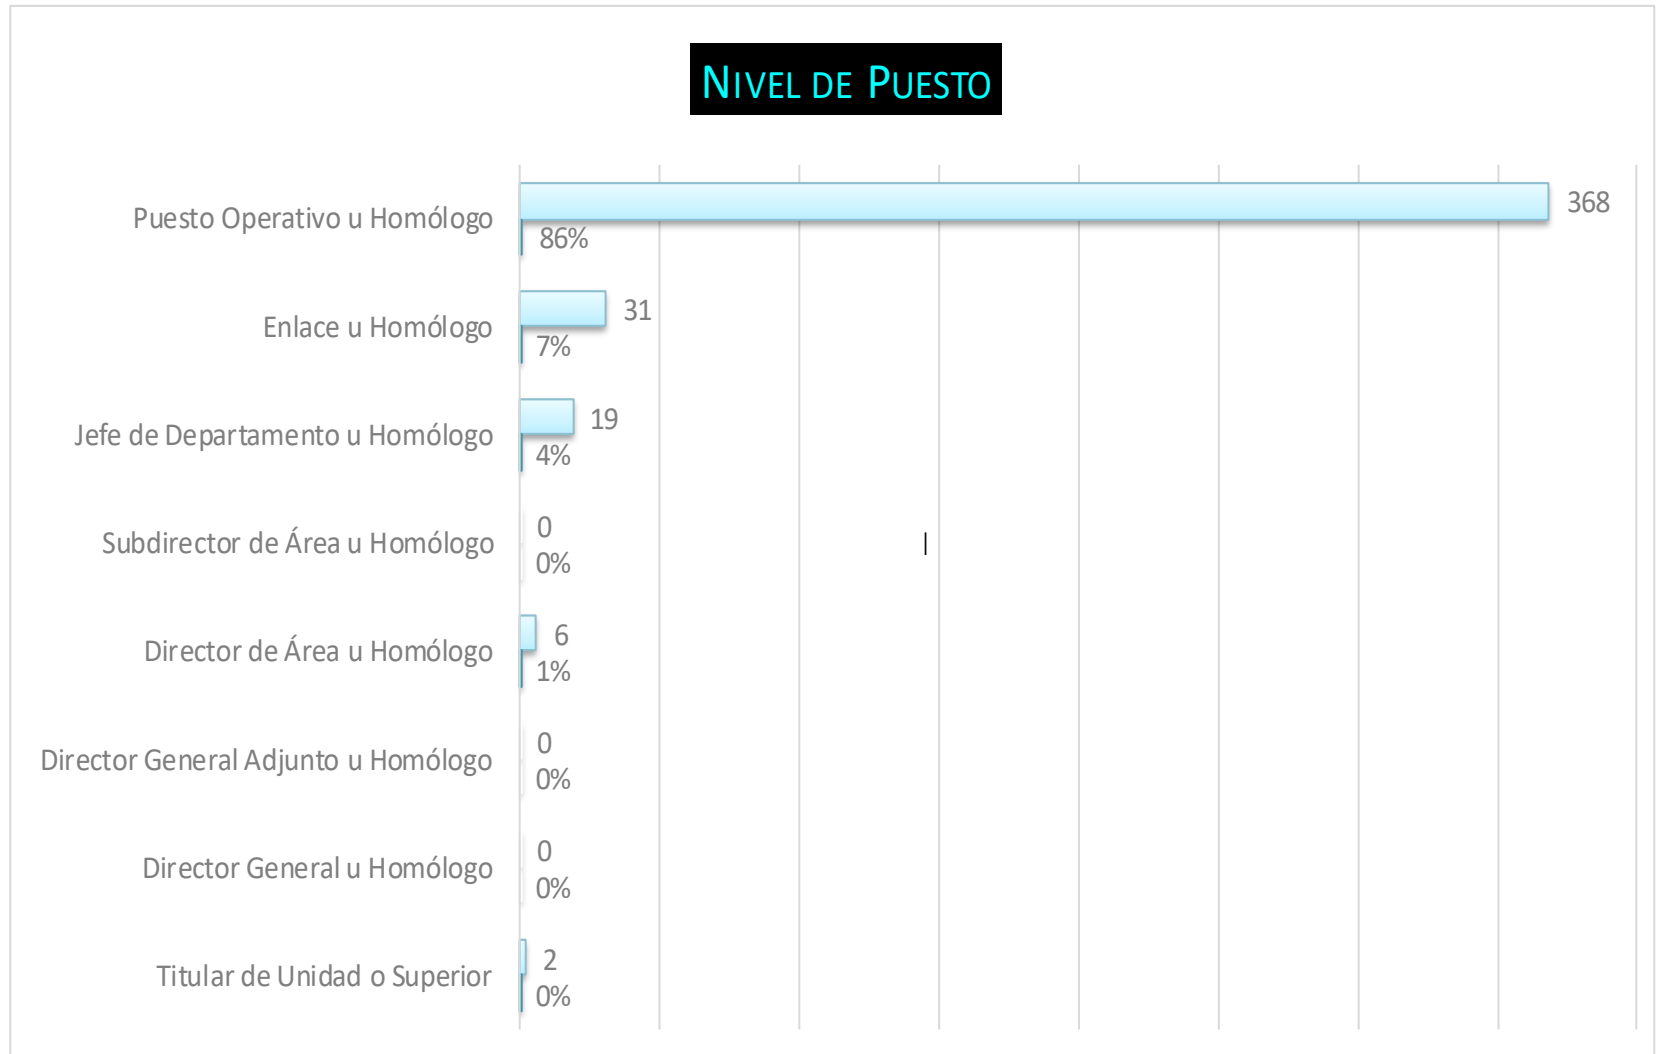 NIVEL DE PUESTO
Puesto Operativo u Homólogo
368
86%
Enlace u Homólogo
31
7%
Jefe de Departamento u Homólogo
19
4%
Subdirector de Área u Homólogo
0
0%
Director de Área u Homólogo
6
1%
Director General Adjunto u Homólogo
0
0%
Director General u Homólogo
0
0%
Titular de Unidad o Superior
2
0%